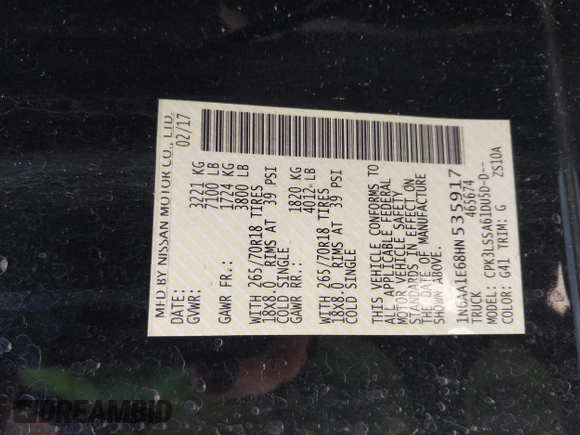 MFD BY NISSAN MOTOR CO., LTD.
DATE: 02/17
GVWR: 3221 KG
7100 LB
GAWR FR.: 1724 KG
3800 LB
WITH 265/70R18 TIRES
18X8.0 RIMS AT 39 PSI
COLD SINGLE
GAWR RR.: 1820 KG
4012 LB
WITH 265/70R18 TIRES
18X8.0 RIMS AT 39 PSI
COLD SINGLE
THIS VEHICLE CONFORMS TO
ALL APPLICABLE FEDERAL
MOTOR VEHICLE SAFETY
STANDARDS IN EFFECT ON
THE DATE OF MANUFACTURE
SHOWN ABOVE.
1N6AA1E68HN535917
TRUCK 465674
MODEL: CPK3LSSA61DU5D-D--
COLOR: G41 TRIM: G ZS10A
DREAMBID